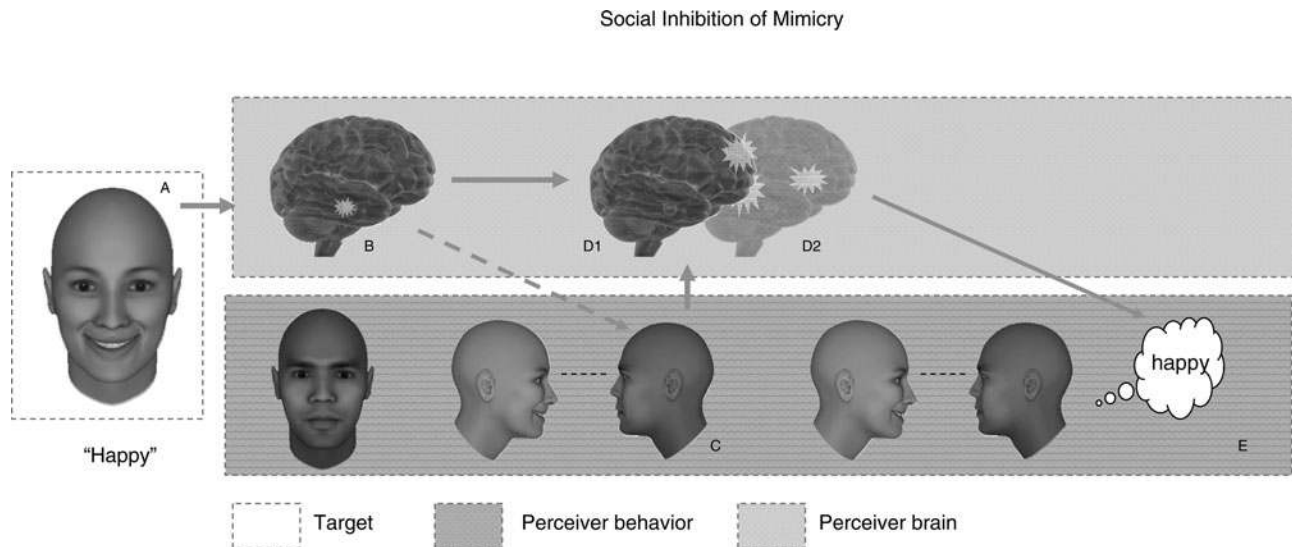 Social Inhibition of Mimicry
A
B
D1
D2
happy
C
E
“Happy”
Target
Perceiver behavior
Perceiver brain